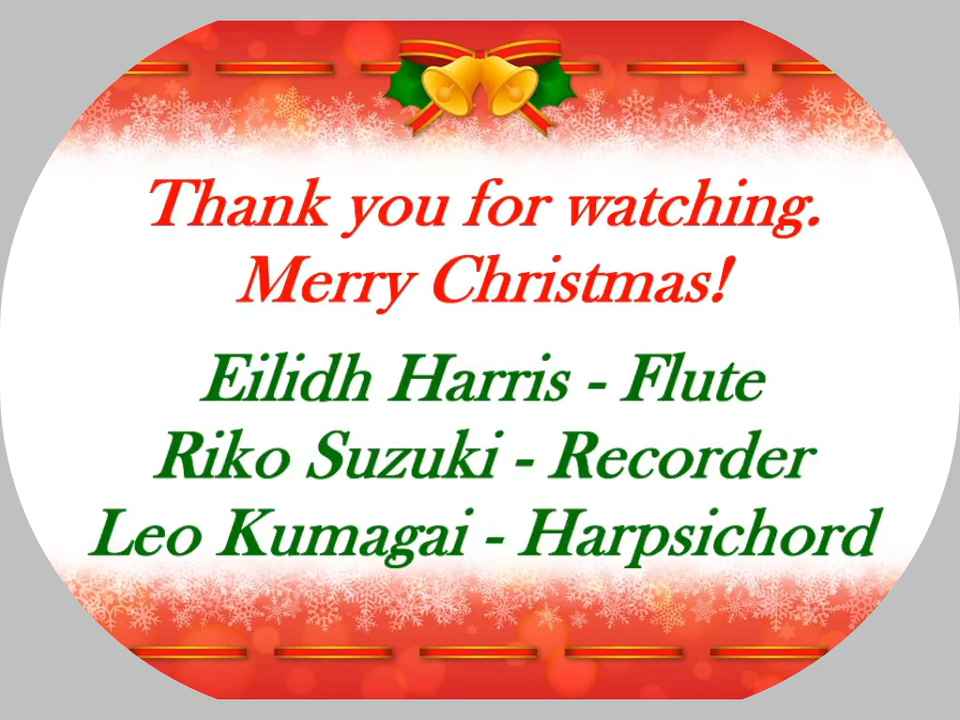 Thank you for watching.
Merry Christmas!
Eilidh Harris - Flute
Riko Suzuki - Recorder
Leo Kumagai - Harpsichord